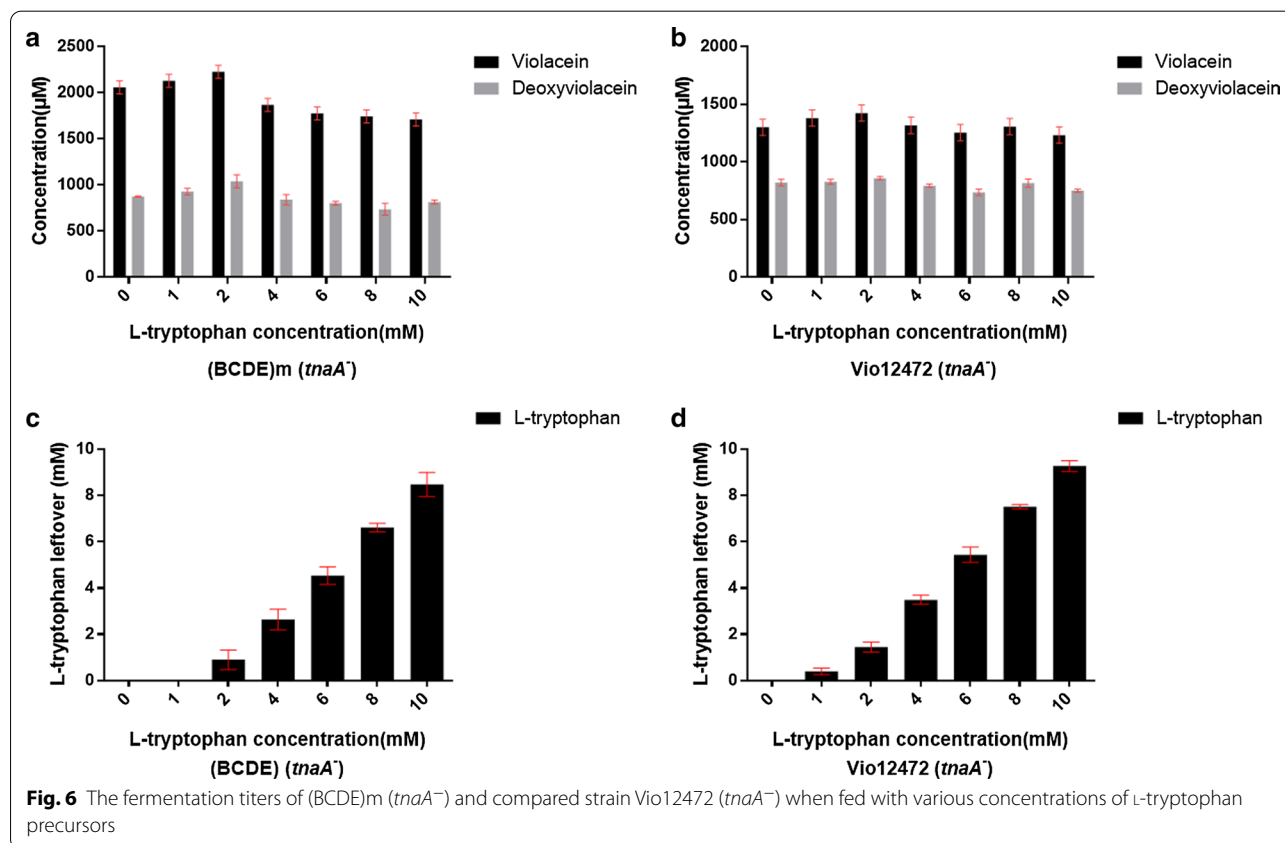 a
2500
2000
1500
1000
500
0
Concentration(µM)
Violacein
Deoxyviolacein
0 1 2 4 6 8 10
L-tryptophan concentration(mM)
(BCDE)m (tnaA-)
b
2000
1500
1000
500
0
Concentration(µM)
Violacein
Deoxyviolacein
0 1 2 4 6 8 10
L-tryptophan concentration(mM)
Vio12472 (tnaA-)
c
10
8
6
4
2
0
L-tryptophan leftover (mM)
L-tryptophan
0 1 2 4 6 8 10
L-tryptophan concentration(mM)
(BCDE) (tnaA-)
d
10
8
6
4
2
0
L-tryptophan leftover (mM)
L-tryptophan
0 1 2 4 6 8 10
L-tryptophan concentration(mM)
Vio12472 (tnaA-)
Fig. 6 The fermentation titers of (BCDE)m (tnaA−) and compared strain Vio12472 (tnaA−) when fed with various concentrations of L-tryptophan
precursors